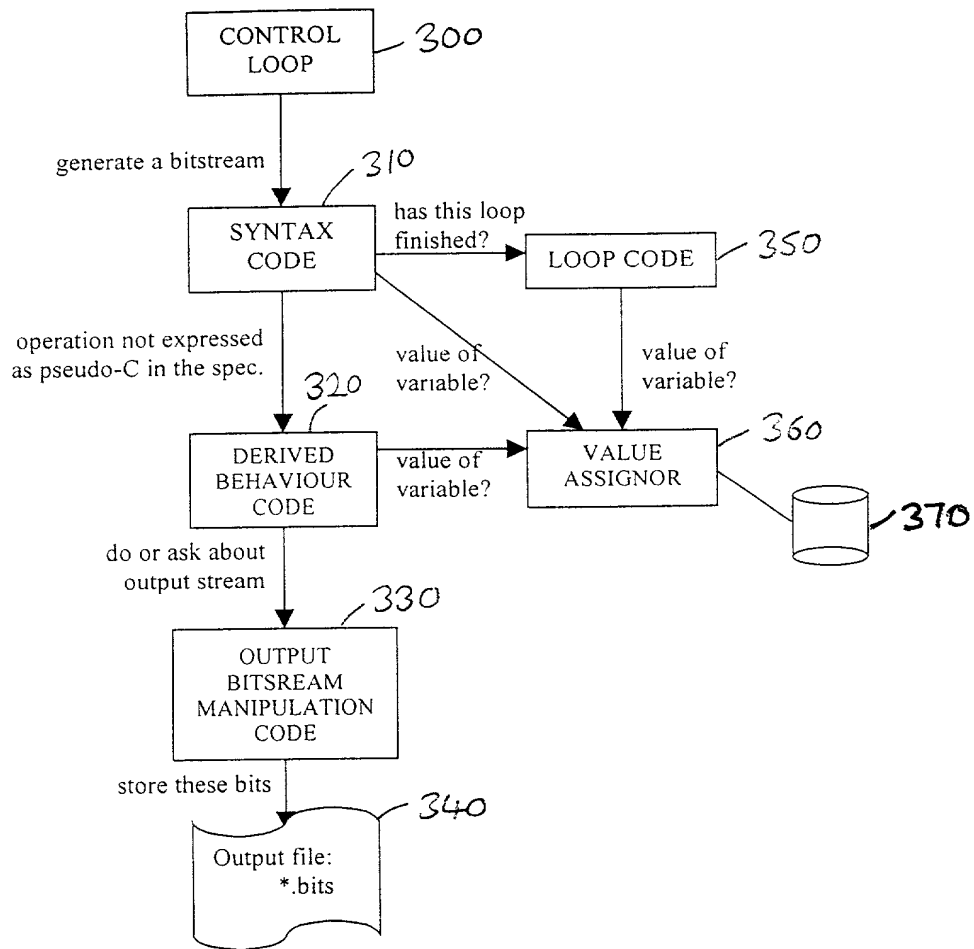 CONTROL
LOOP
300
generate a bitstream
310
SYNTAX
CODE
has this loop
finished?
LOOP CODE
350
operation not expressed
as pseudo-C in the spec.
value of
variable?
value of
variable?
320
DERIVED
BEHAVIOUR
CODE
value of
variable?
VALUE
ASSIGNOR
360
370
do or ask about
output stream
330
OUTPUT
BITSREAM
MANIPULATION
CODE
store these bits
340
Output file:
*.bits